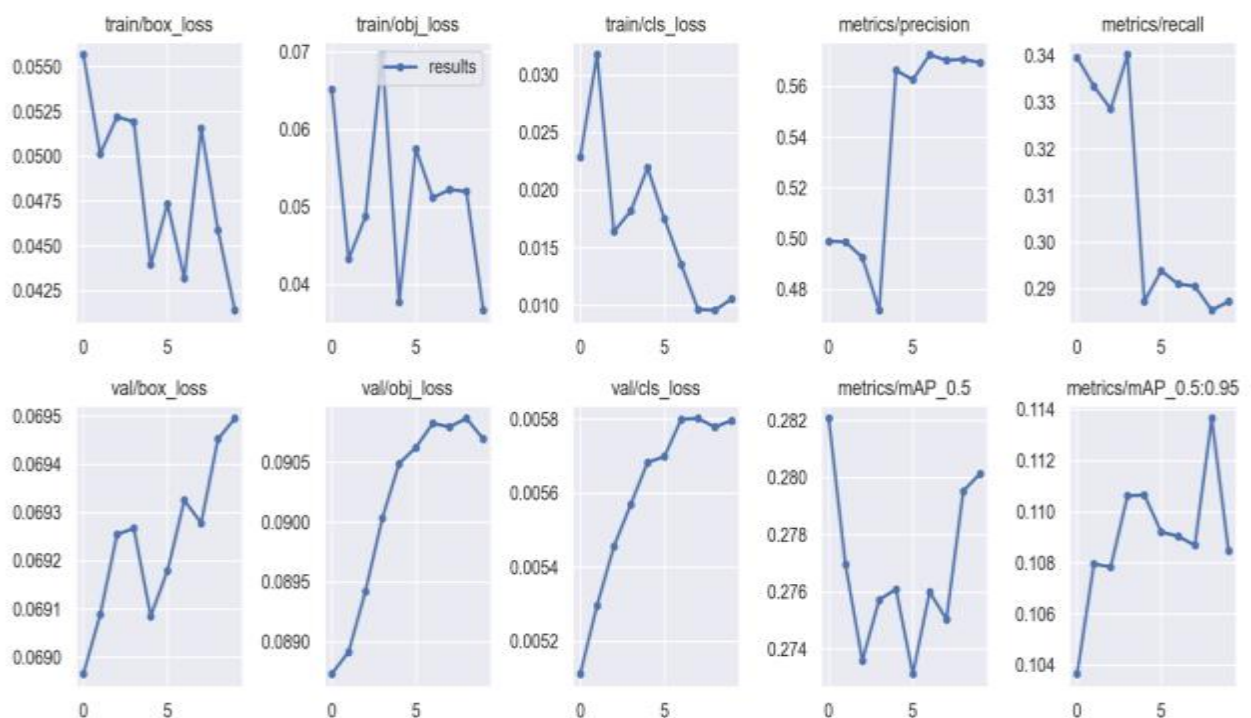 train/box_loss train/obj_loss train/cls_loss metrics/precision metrics/recall
0.0550 0.0525 0.0500 0.0475 0.0450 0.0425
0.07 0.06 0.05 0.04
results
0.030 0.025 0.020 0.015 0.010
0.56 0.54 0.52 0.50 0.48
0.34 0.33 0.32 0.31 0.30 0.29
0 5 0 5 0 5 0 5 0 5
val/box_loss val/obj_loss val/cls_loss metrics/mAP_0.5 metrics/mAP_0.5:0.95
0.0695 0.0694 0.0693 0.0692 0.0691 0.0690
0.0905 0.0900 0.0895 0.0890
0.0058 0.0056 0.0054 0.0052
0.282 0.280 0.278 0.276 0.274
0.114 0.112 0.110 0.108 0.106 0.104
0 5 0 5 0 5 0 5 0 5